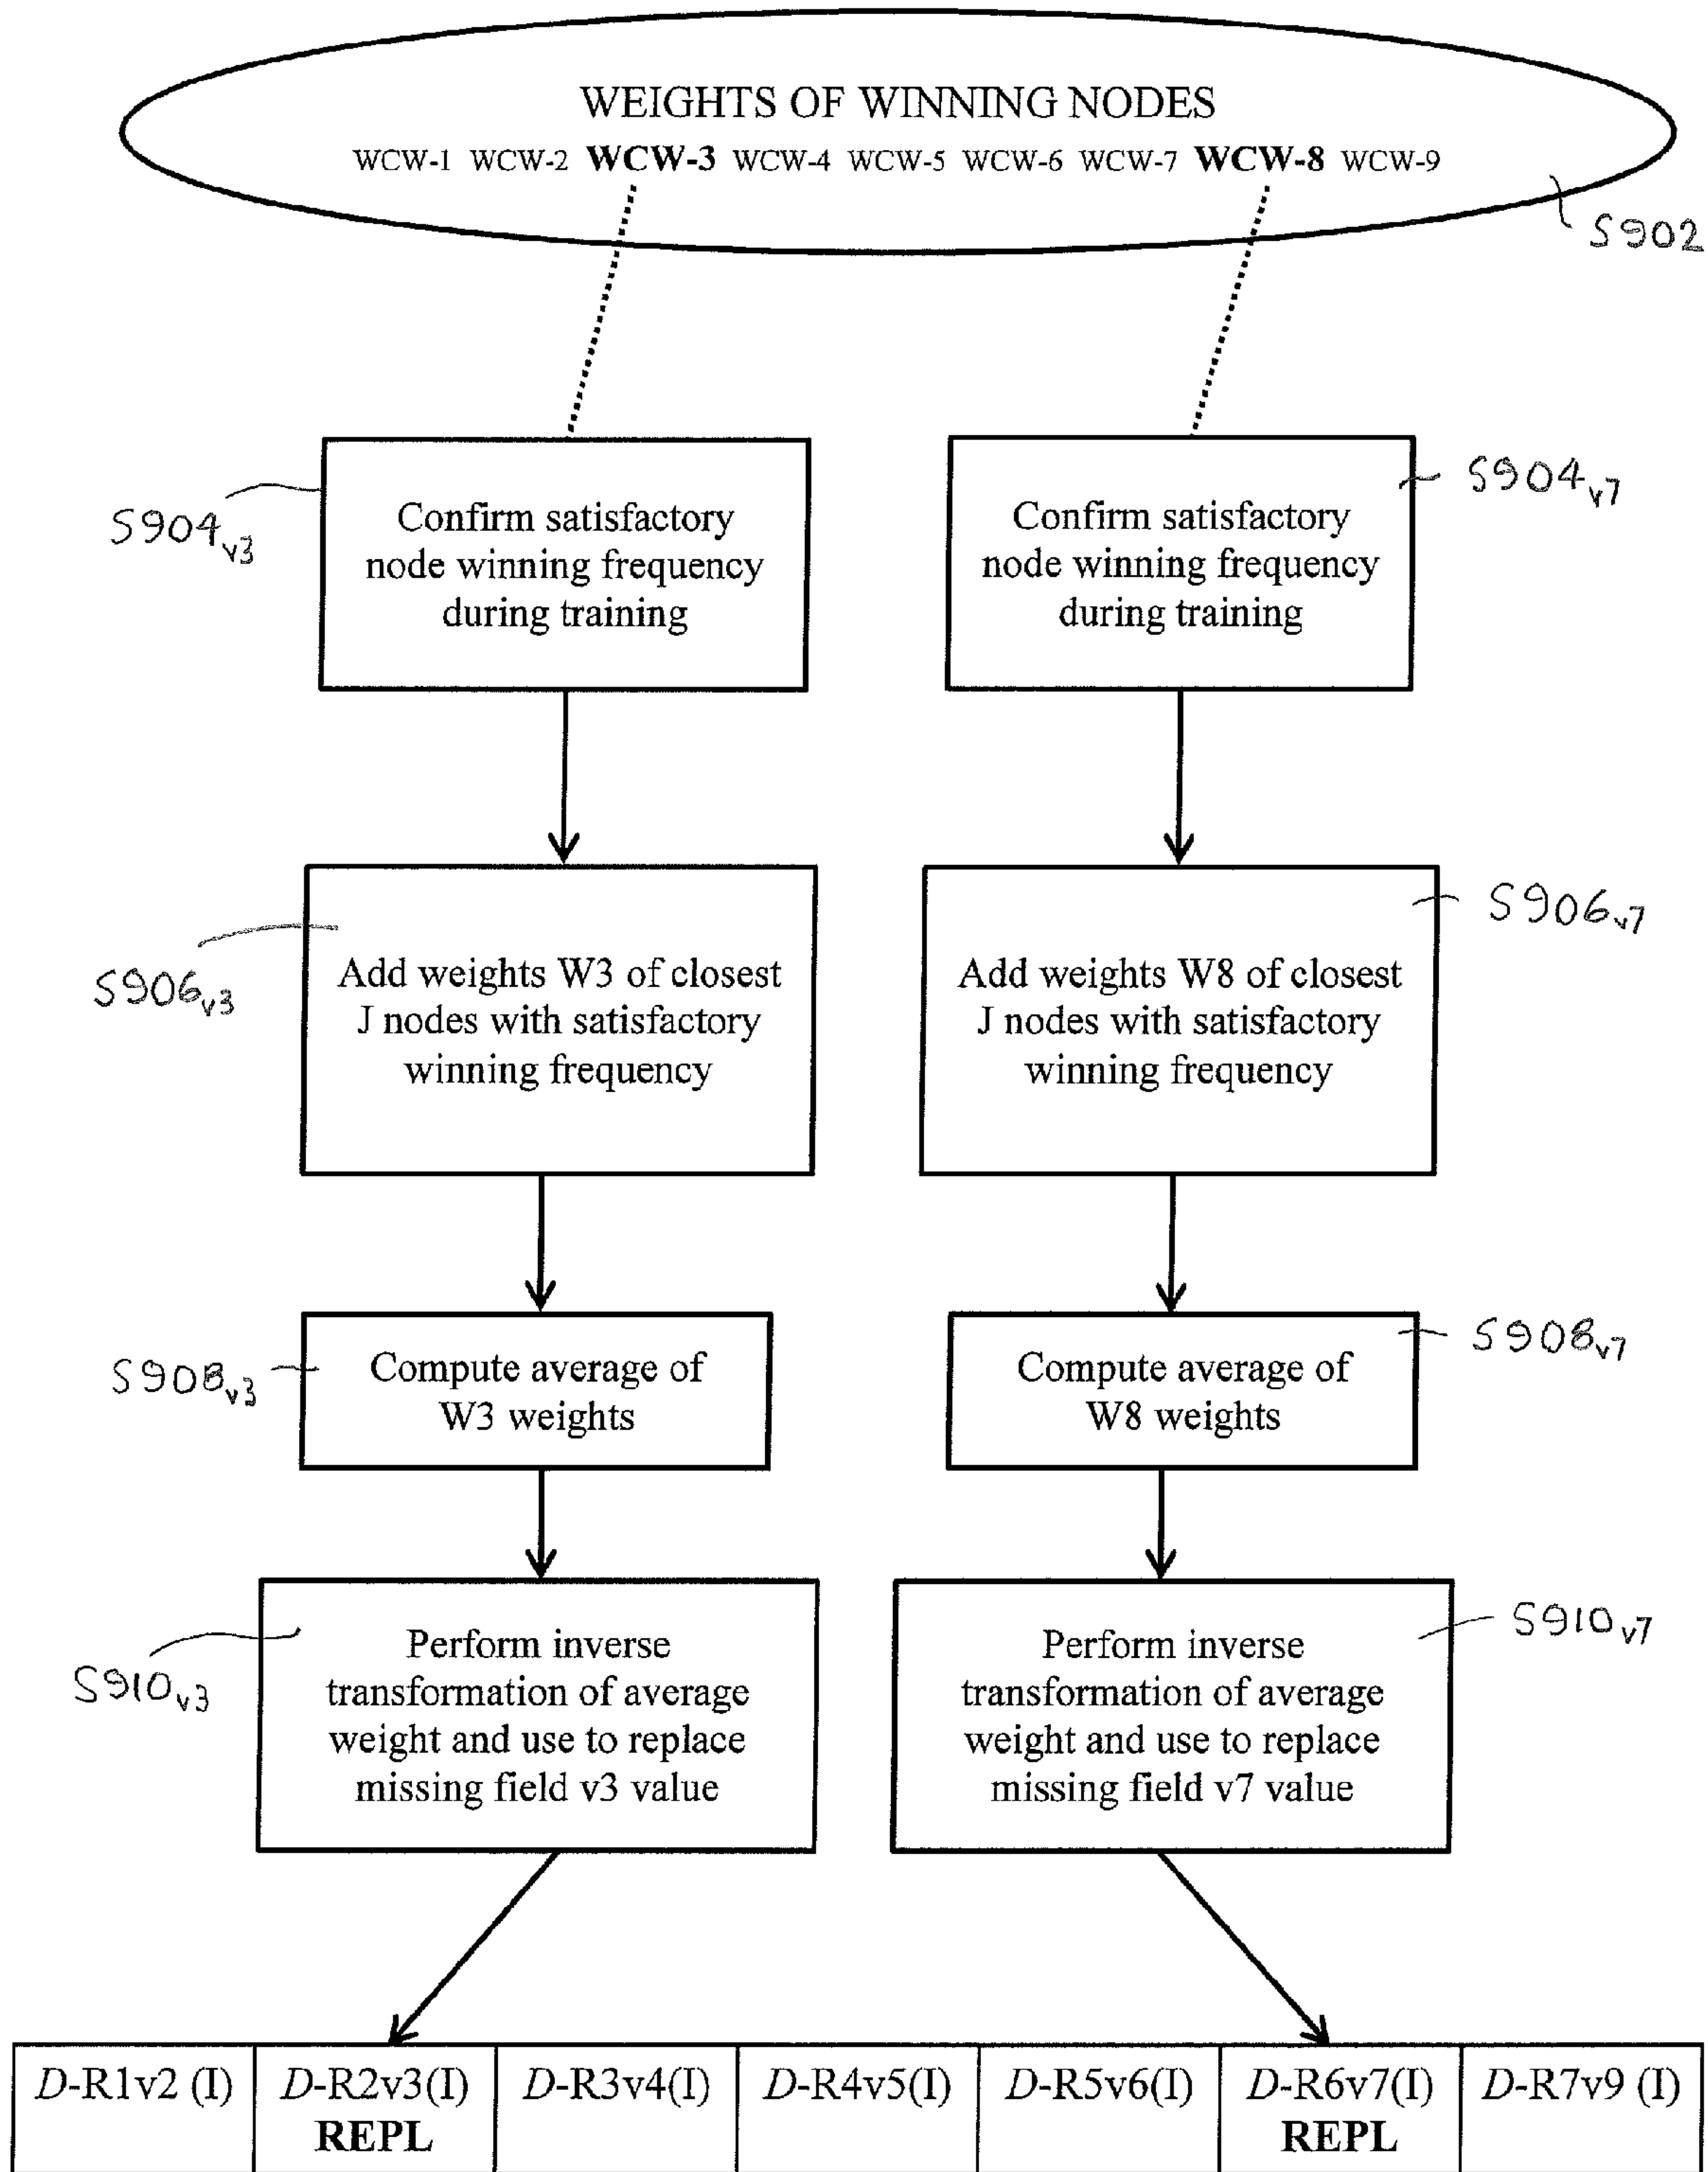 WEIGHTS OF WINNING NODES
WCW-1 WCW-2 WCW-3 WCW-4 WCW-5 WCW-6 WCW-7 WCW-8 WCW-9
S902
S904v3
Confirm satisfactory
node winning frequency
during training
Confirm satisfactory
node winning frequency
during training
S904v7
S906v3
Add weights W3 of closest
J nodes with satisfactory
winning frequency
Add weights W8 of closest
J nodes with satisfactory
winning frequency
S906v7
S908v3
Compute average of
W3 weights
Compute average of
W8 weights
S908v7
S910v3
Perform inverse
transformation of average
weight and use to replace
missing field v3 value
Perform inverse
transformation of average
weight and use to replace
missing field v7 value
S910v7
D-R1v2 (I) D-R2v3(I) D-R3v4(I) D-R4v5(I) D-R5v6(I) D-R6v7(I) D-R7v9 (I)
REPL REPL